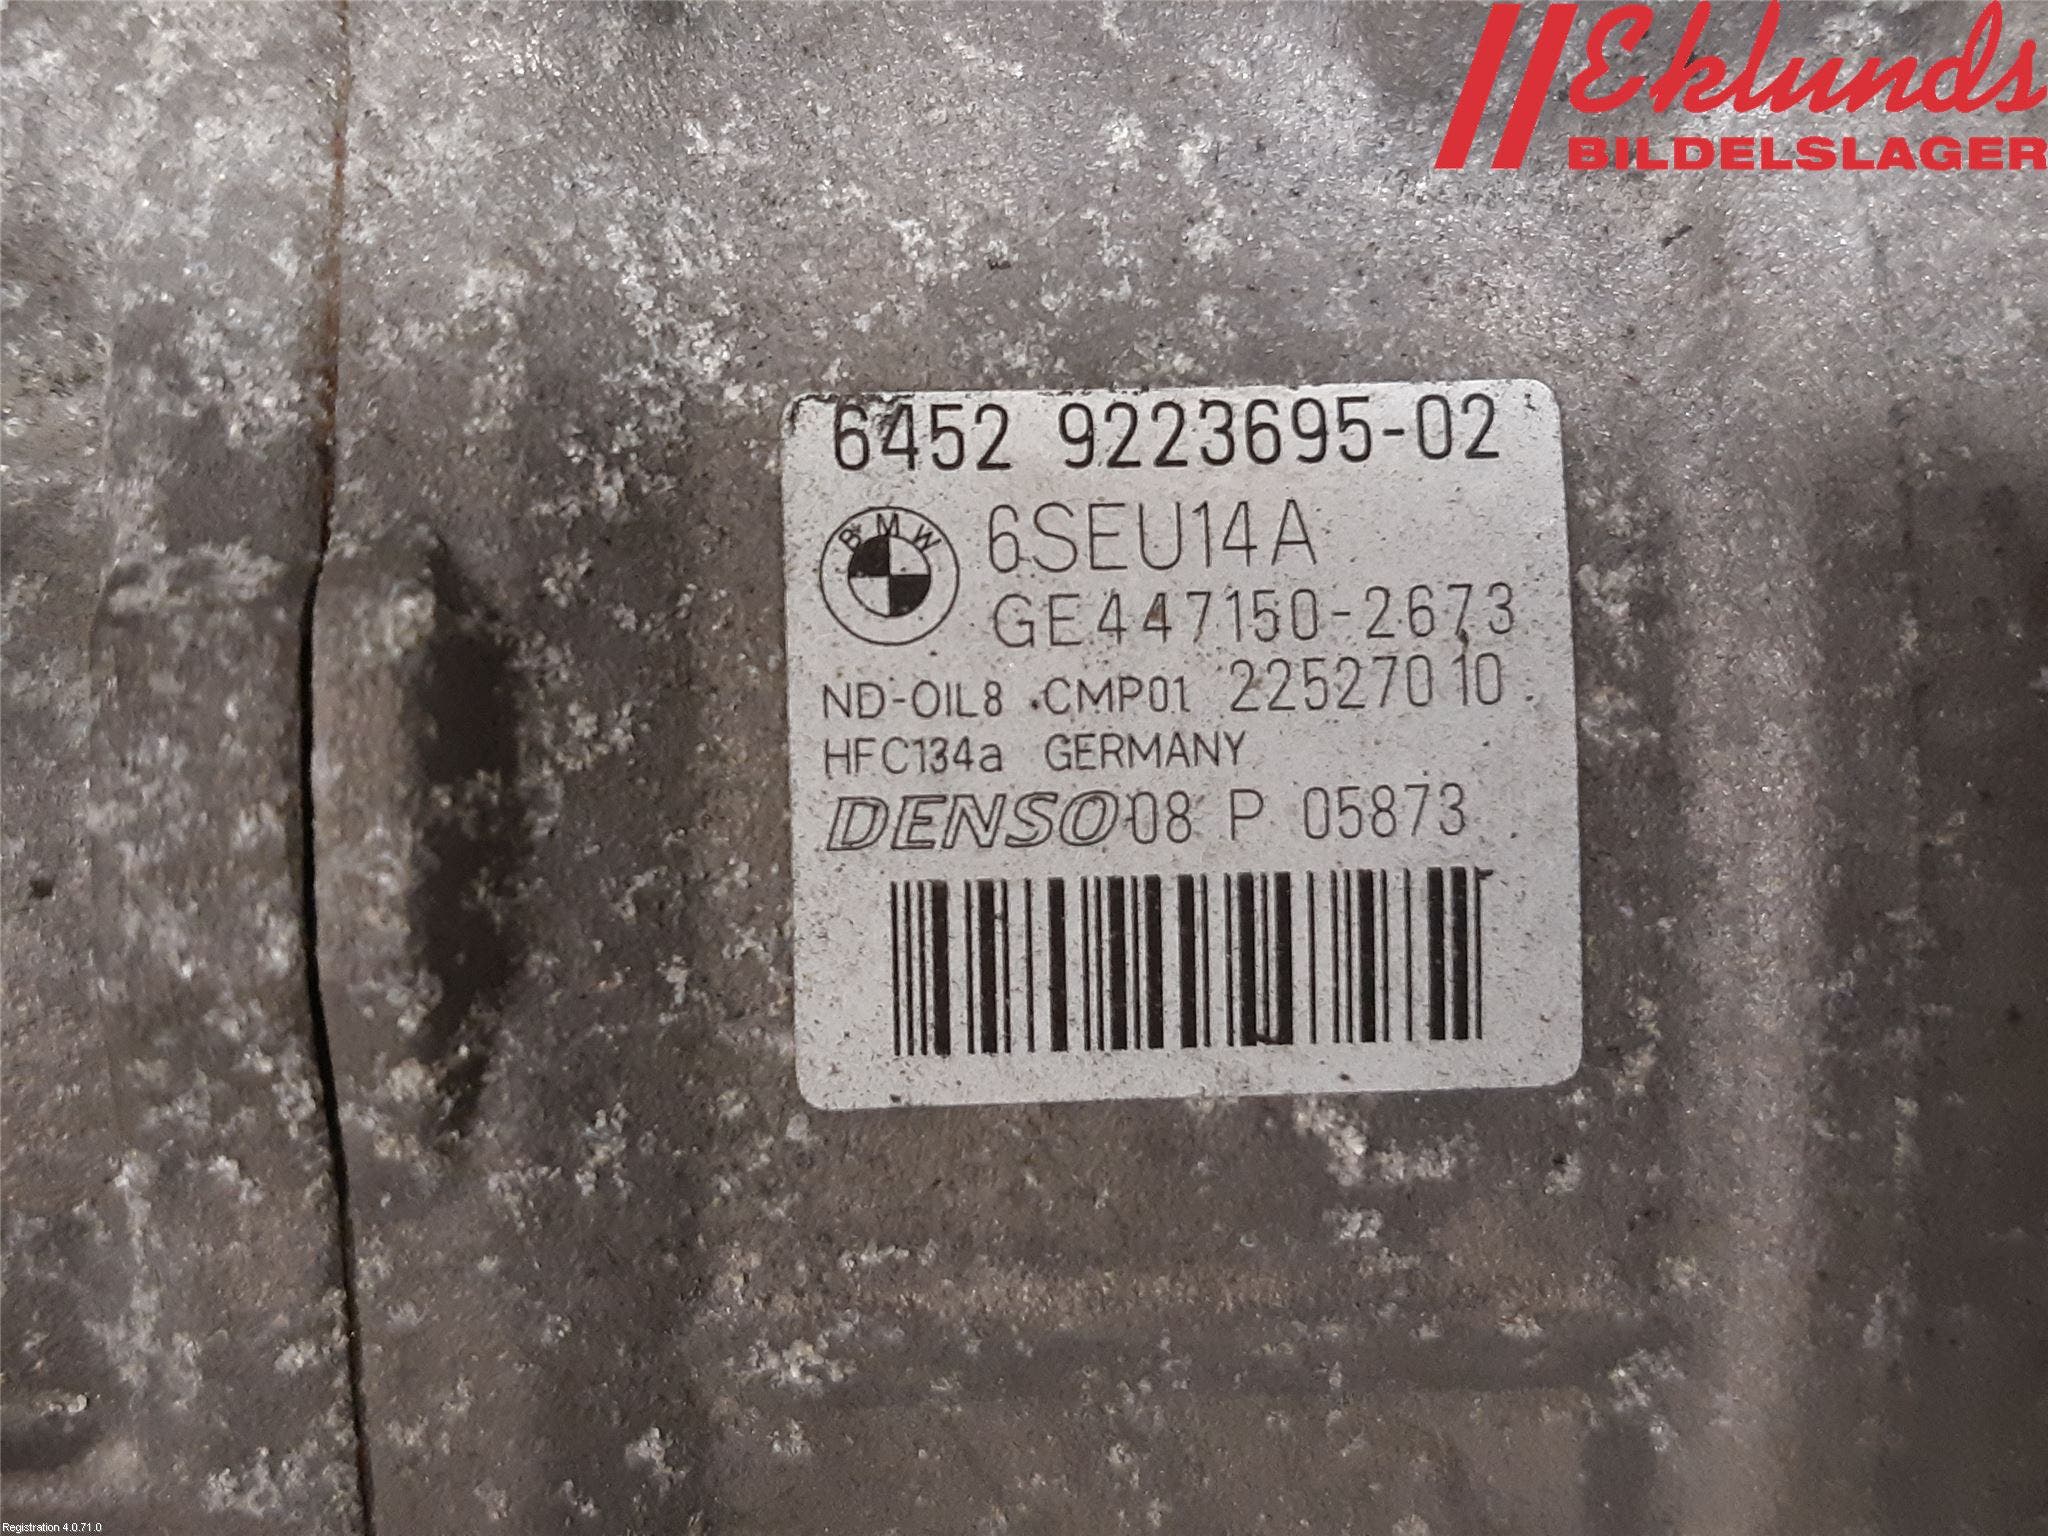 Eklunds
BILDELSLAGER
6452 9223695-02
BMW 6SEU14A
GE447150-2673
ND-OIL8 CMP01 22527010
HFC134a GERMANY
DENSO 08 P 05873
Registration 4.0.71.0